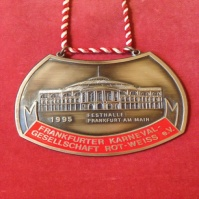 1995
FESTHALLE
FRANKFURT AM MAIN
FRANKFURTER KARNEVAL
GESELLSCHAFT ROT-WEISS e.V.